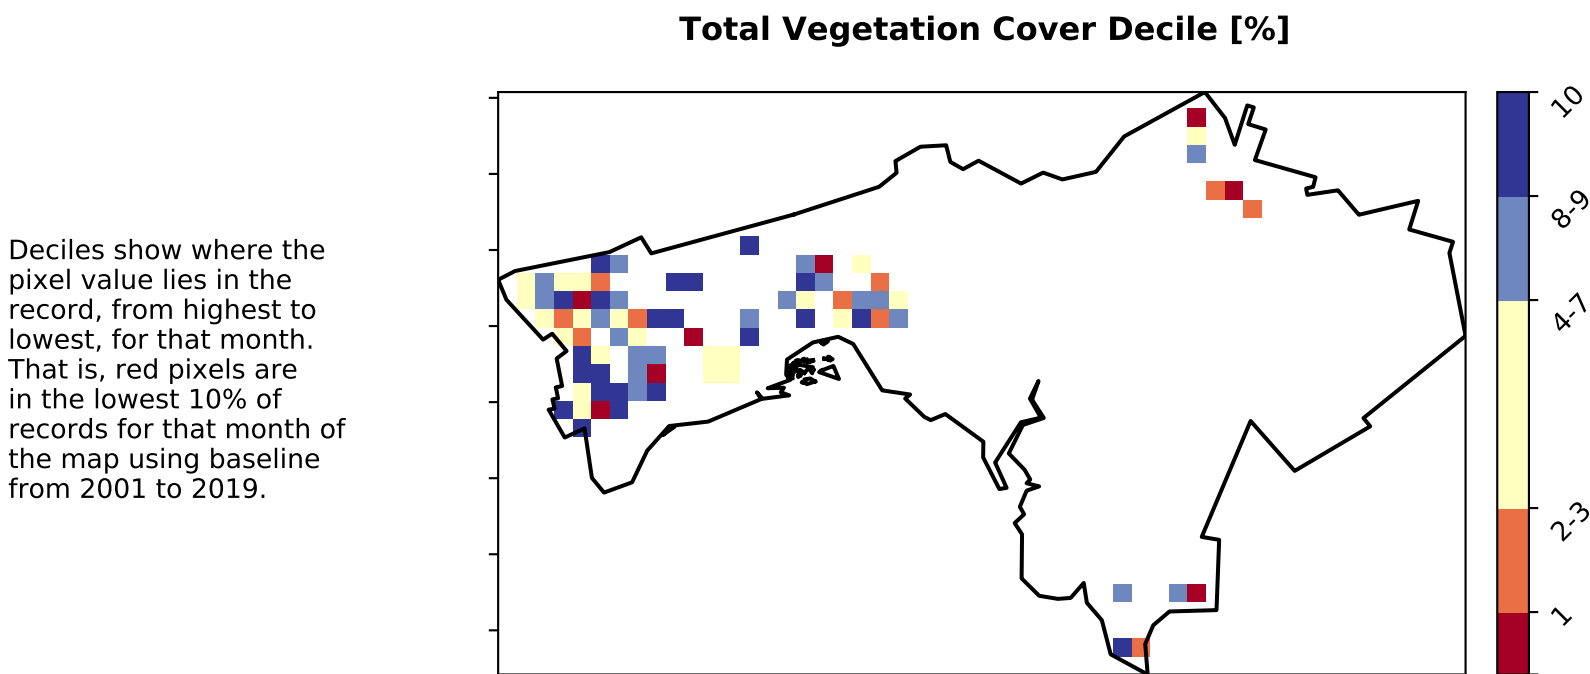 Total Vegetation Cover Decile [%]
Deciles show where the
pixel value lies in the
record, from highest to
lowest, for that month.
That is, red pixels are
in the lowest 10% of
records for that month of
the map using baseline
from 2001 to 2019.
10
8-9
4-7
2-3
1